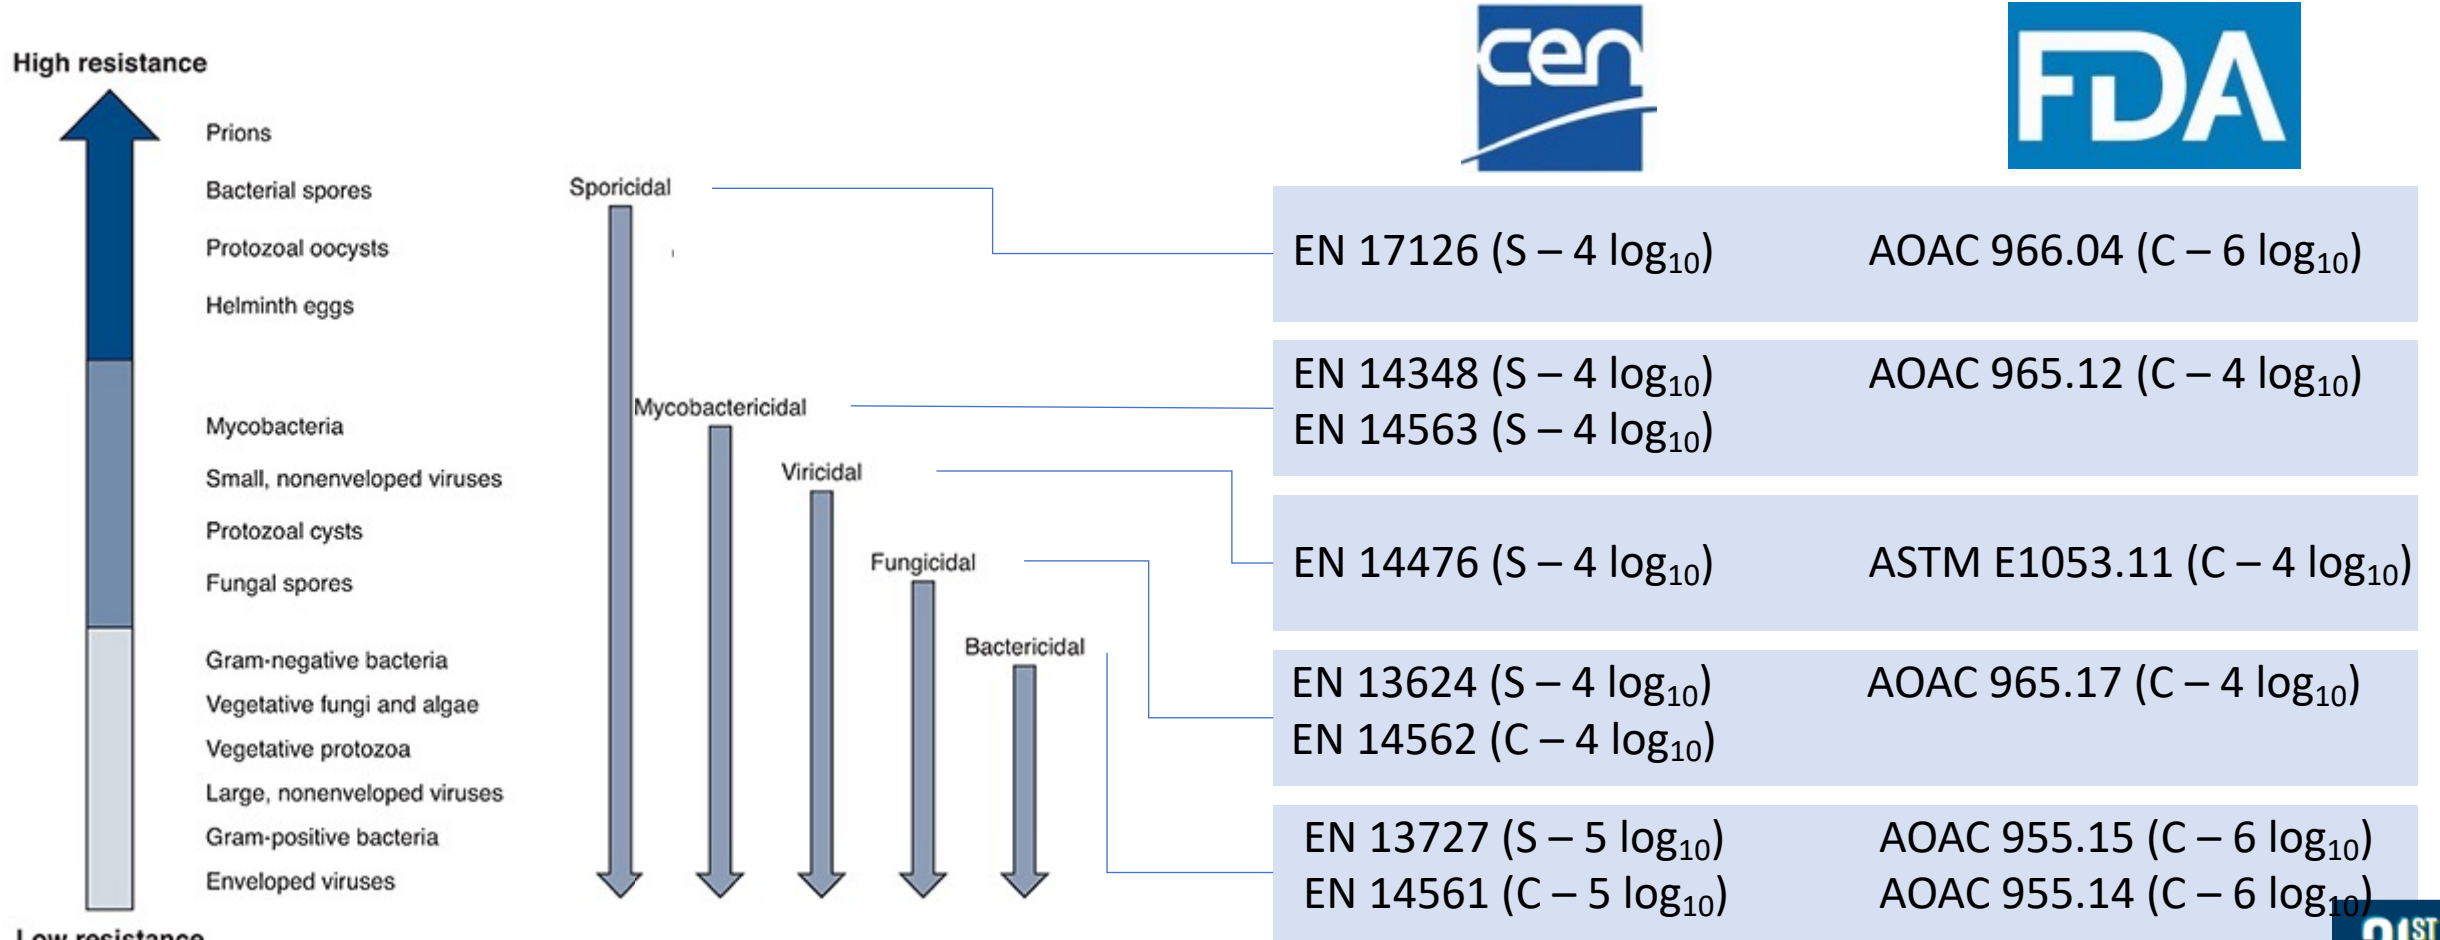 High resistance
Prions
Bacterial spores
Protozoal oocysts
Helminth eggs
Mycobacteria
Small, nonenveloped viruses
Protozoal cysts
Fungal spores
Gram-negative bacteria
Vegetative fungi and algae
Vegetative protozoa
Large, nonenveloped viruses
Gram-positive bacteria
Enveloped viruses
Low resistance
Sporicidal
Mycobactericidal
Viricidal
Fungicidal
Bactericidal
cen
FDA
EN 17126 (S – 4 log₁₀) AOAC 966.04 (C – 6 log₁₀)
EN 14348 (S – 4 log₁₀) AOAC 965.12 (C – 4 log₁₀)
EN 14563 (S – 4 log₁₀)
EN 14476 (S – 4 log₁₀) ASTM E1053.11 (C – 4 log₁₀)
EN 13624 (S – 4 log₁₀) AOAC 965.17 (C – 4 log₁₀)
EN 14562 (C – 4 log₁₀)
EN 13727 (S – 5 log₁₀) AOAC 955.15 (C – 6 log₁₀)
EN 14561 (C – 5 log₁₀) AOAC 955.14 (C – 6 log₁₀)